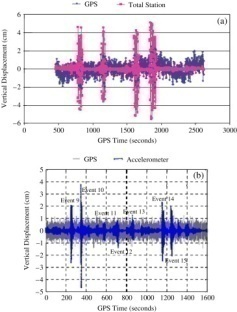 GPS Total Station
(a)
Vertical Displacement (cm)
6
4
2
0
-2
-4
-6
0 500 1000 1500 2000 2500 3000
GPS Time (seconds)
GPS Accelerometer
(b)
Vertical Displacement (cm)
5
4
3
2
1
0
-1
-2
-3
-4
-5
Event 9
Event 10
Event 11
Event 12
Event 13
Event 14
Event 15
0 200 400 600 800 1000 1200 1400 1600
GPS Time (seconds)